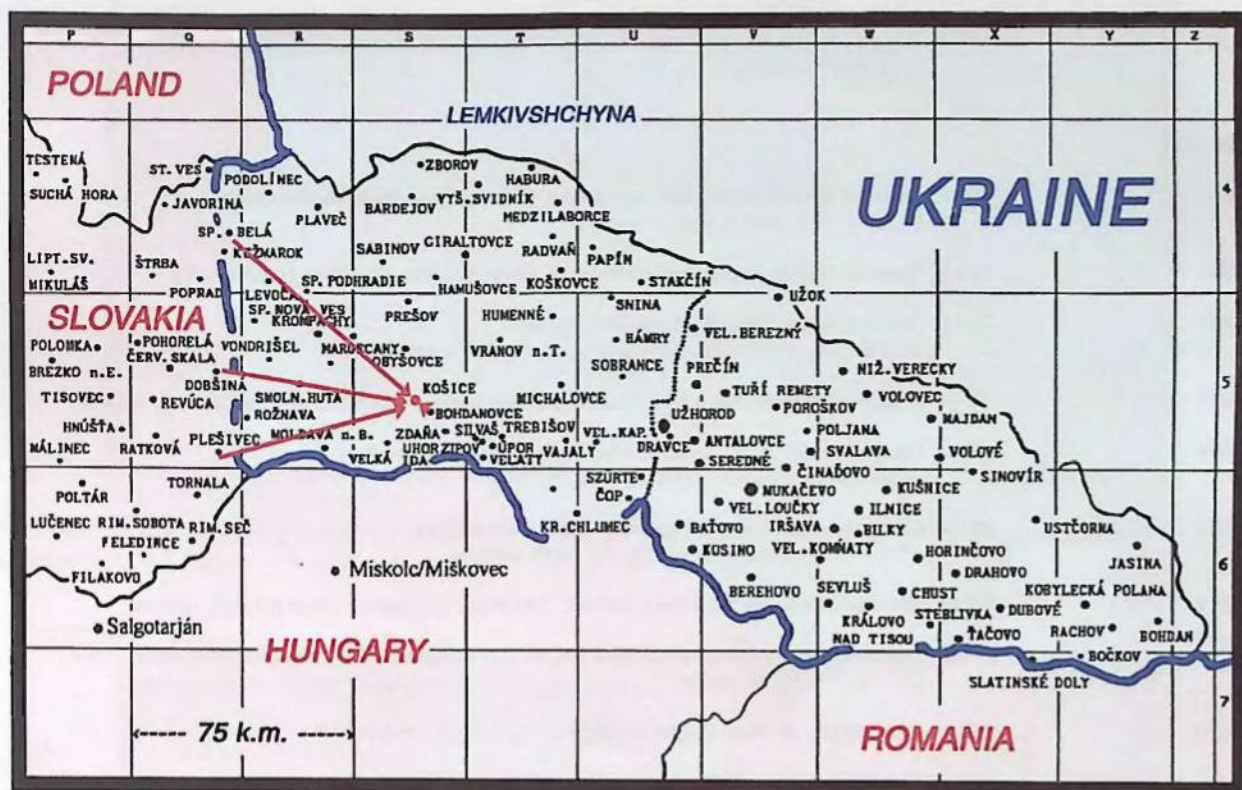 P Q R S T U V W X Y Z
POLAND
LEMKIVSHCHYNA
UKRAINE
TESTENÁ
SUCHÁ HORA
ST. VES
PODOLÍNEC
JAVORINA
PLAVEČ
ZBOROV
HABURA
VYŠ.SVIDNÍK
BARDEJOV
MEDZILABORCE
4
SP. BELÁ
KEŽMAROK
SABINOV
GIRALTOVCE
RADVAŇ
PAPÍN
LIPT.SV.
MIKULÁŠ
ŠTRBA
POPRAD
LEVOČA
SP. PODHRADIE
HAMUŠOVCE
KOŠKOVCE
STAKČÍN
UŽOK
SLOVAKIA
SP. NOVÁ VES
KROMPACHY
PREŠOV
HUMENNÉ
SNINA
VEL.BEREZNÝ
POLOMKA
POHORELÁ
VONDRIŠEL
MARGECANY
OBYŠOVCE
VRANOV n.T.
HÁMRY
BREZKO n.E.
ČERV.SKALA
DOBŠINA
SOBRANCE
PREČÍN
NIŽ.VERECKY
5
TISOVEC
REVÚCA
SMOLN.HUTA
KOŠICE
MICHALOVCE
TUŘÍ REMETY
VOLOVEC
ROŽNAVA
BOHDANOVCE
UŽHOROD
POROŠKOV
MAJDAN
HNÚŠŤA
PLEŠIVEC
MOLDAVA n.B.
ZDAŇA
SILVAŠ
TREBIŠOV
VEL.KAP.
DRAVCE
ANTALOVCE
POLJANA
MÁLINEC
RATKOVÁ
VELKÁ IDA
UHORZIPOV
ÚPOR
VELATY
VAJALY
SEREDNÉ
SVALAVA
VOLOVÉ
TORNALA
SZÜRTE
ČINAĎOVO
SINOVÍR
POLTÁR
ČOP
MUKAČEVO
KUŠNICE
LUČENEC
RIM.SOBOTA
RIM.SEČ
KR.CHLUMEC
VEL.LOUČKY
ILNICE
FELEDINCE
BAŤOVO
IRŠAVA
BILKY
USTČORNA
KOSINO
VEL.KOMŇATY
HORINČOVO
JASINA
6
FILAKOVO
Miskolc/Miškovec
DRAHOVO
BEREHOVO
SEVLUŠ
CHUST
KOBYLECKÁ POLANA
Salgotarján
KRÁLOVO
NAD TISOU
STEBLIVKA
DUBOVÉ
ŤAČOVO
RACHOV
BOHDAN
HUNGARY
BOČKOV
SLATINSKÉ DOLY
7
<----- 75 k.m. ----->
ROMANIA